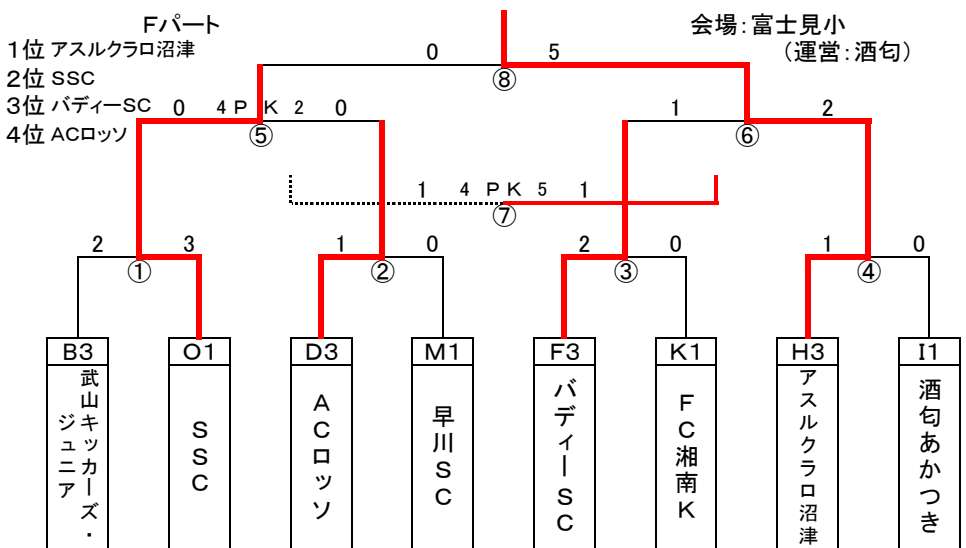 Fパート
会場:富士見小
(運営:酒匂)
1位 アスルクラロ沼津
2位 SSC
3位 バディーSC
4位 ACロッソ
0 5
⑧
0 4PK2 0
⑤
1 2
⑥
1 4 PK 5 1
⑦
2 3
①
1 0
②
2 0
③
1 0
④
B3
武山キッカーズ・ジュニア
O1
SSC
D3
ACロッソ
M1
早川SC
F3
バディーSC
K1
FC湘南K
H3
アスルクラロ沼津
I1
酒匂あかつき